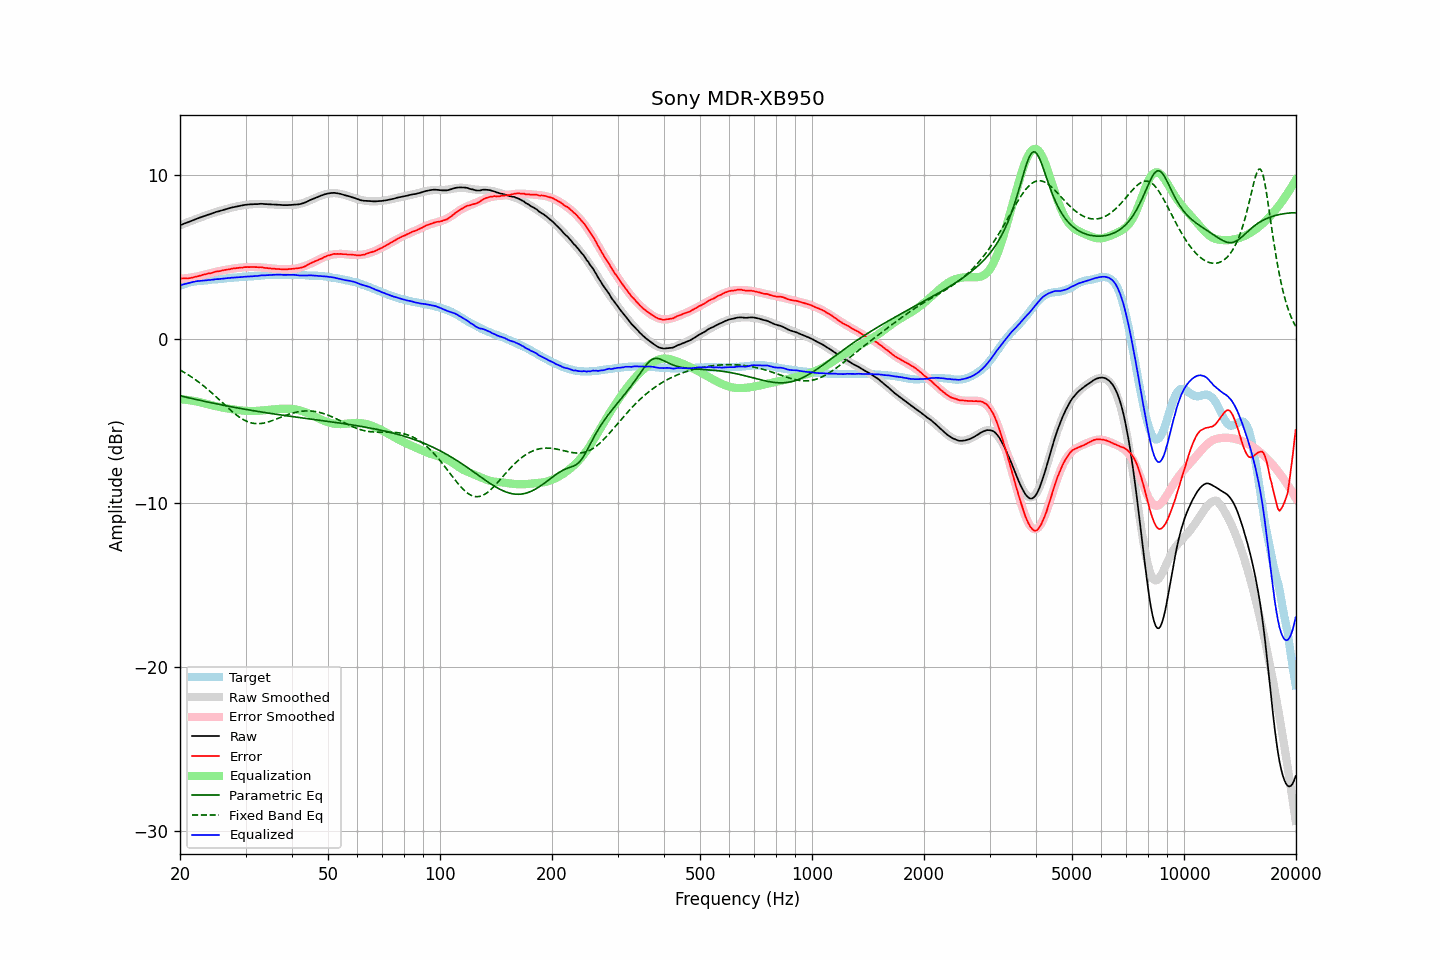 Sony MDR-XB950
Amplitude (dBr)
10
0
−10
−20
−30
Target
Raw Smoothed
Error Smoothed
Raw
Error
Equalization
Parametric Eq
Fixed Band Eq
Equalized
20 50 100 200 500 1000 2000 5000 10000 20000
Frequency (Hz)